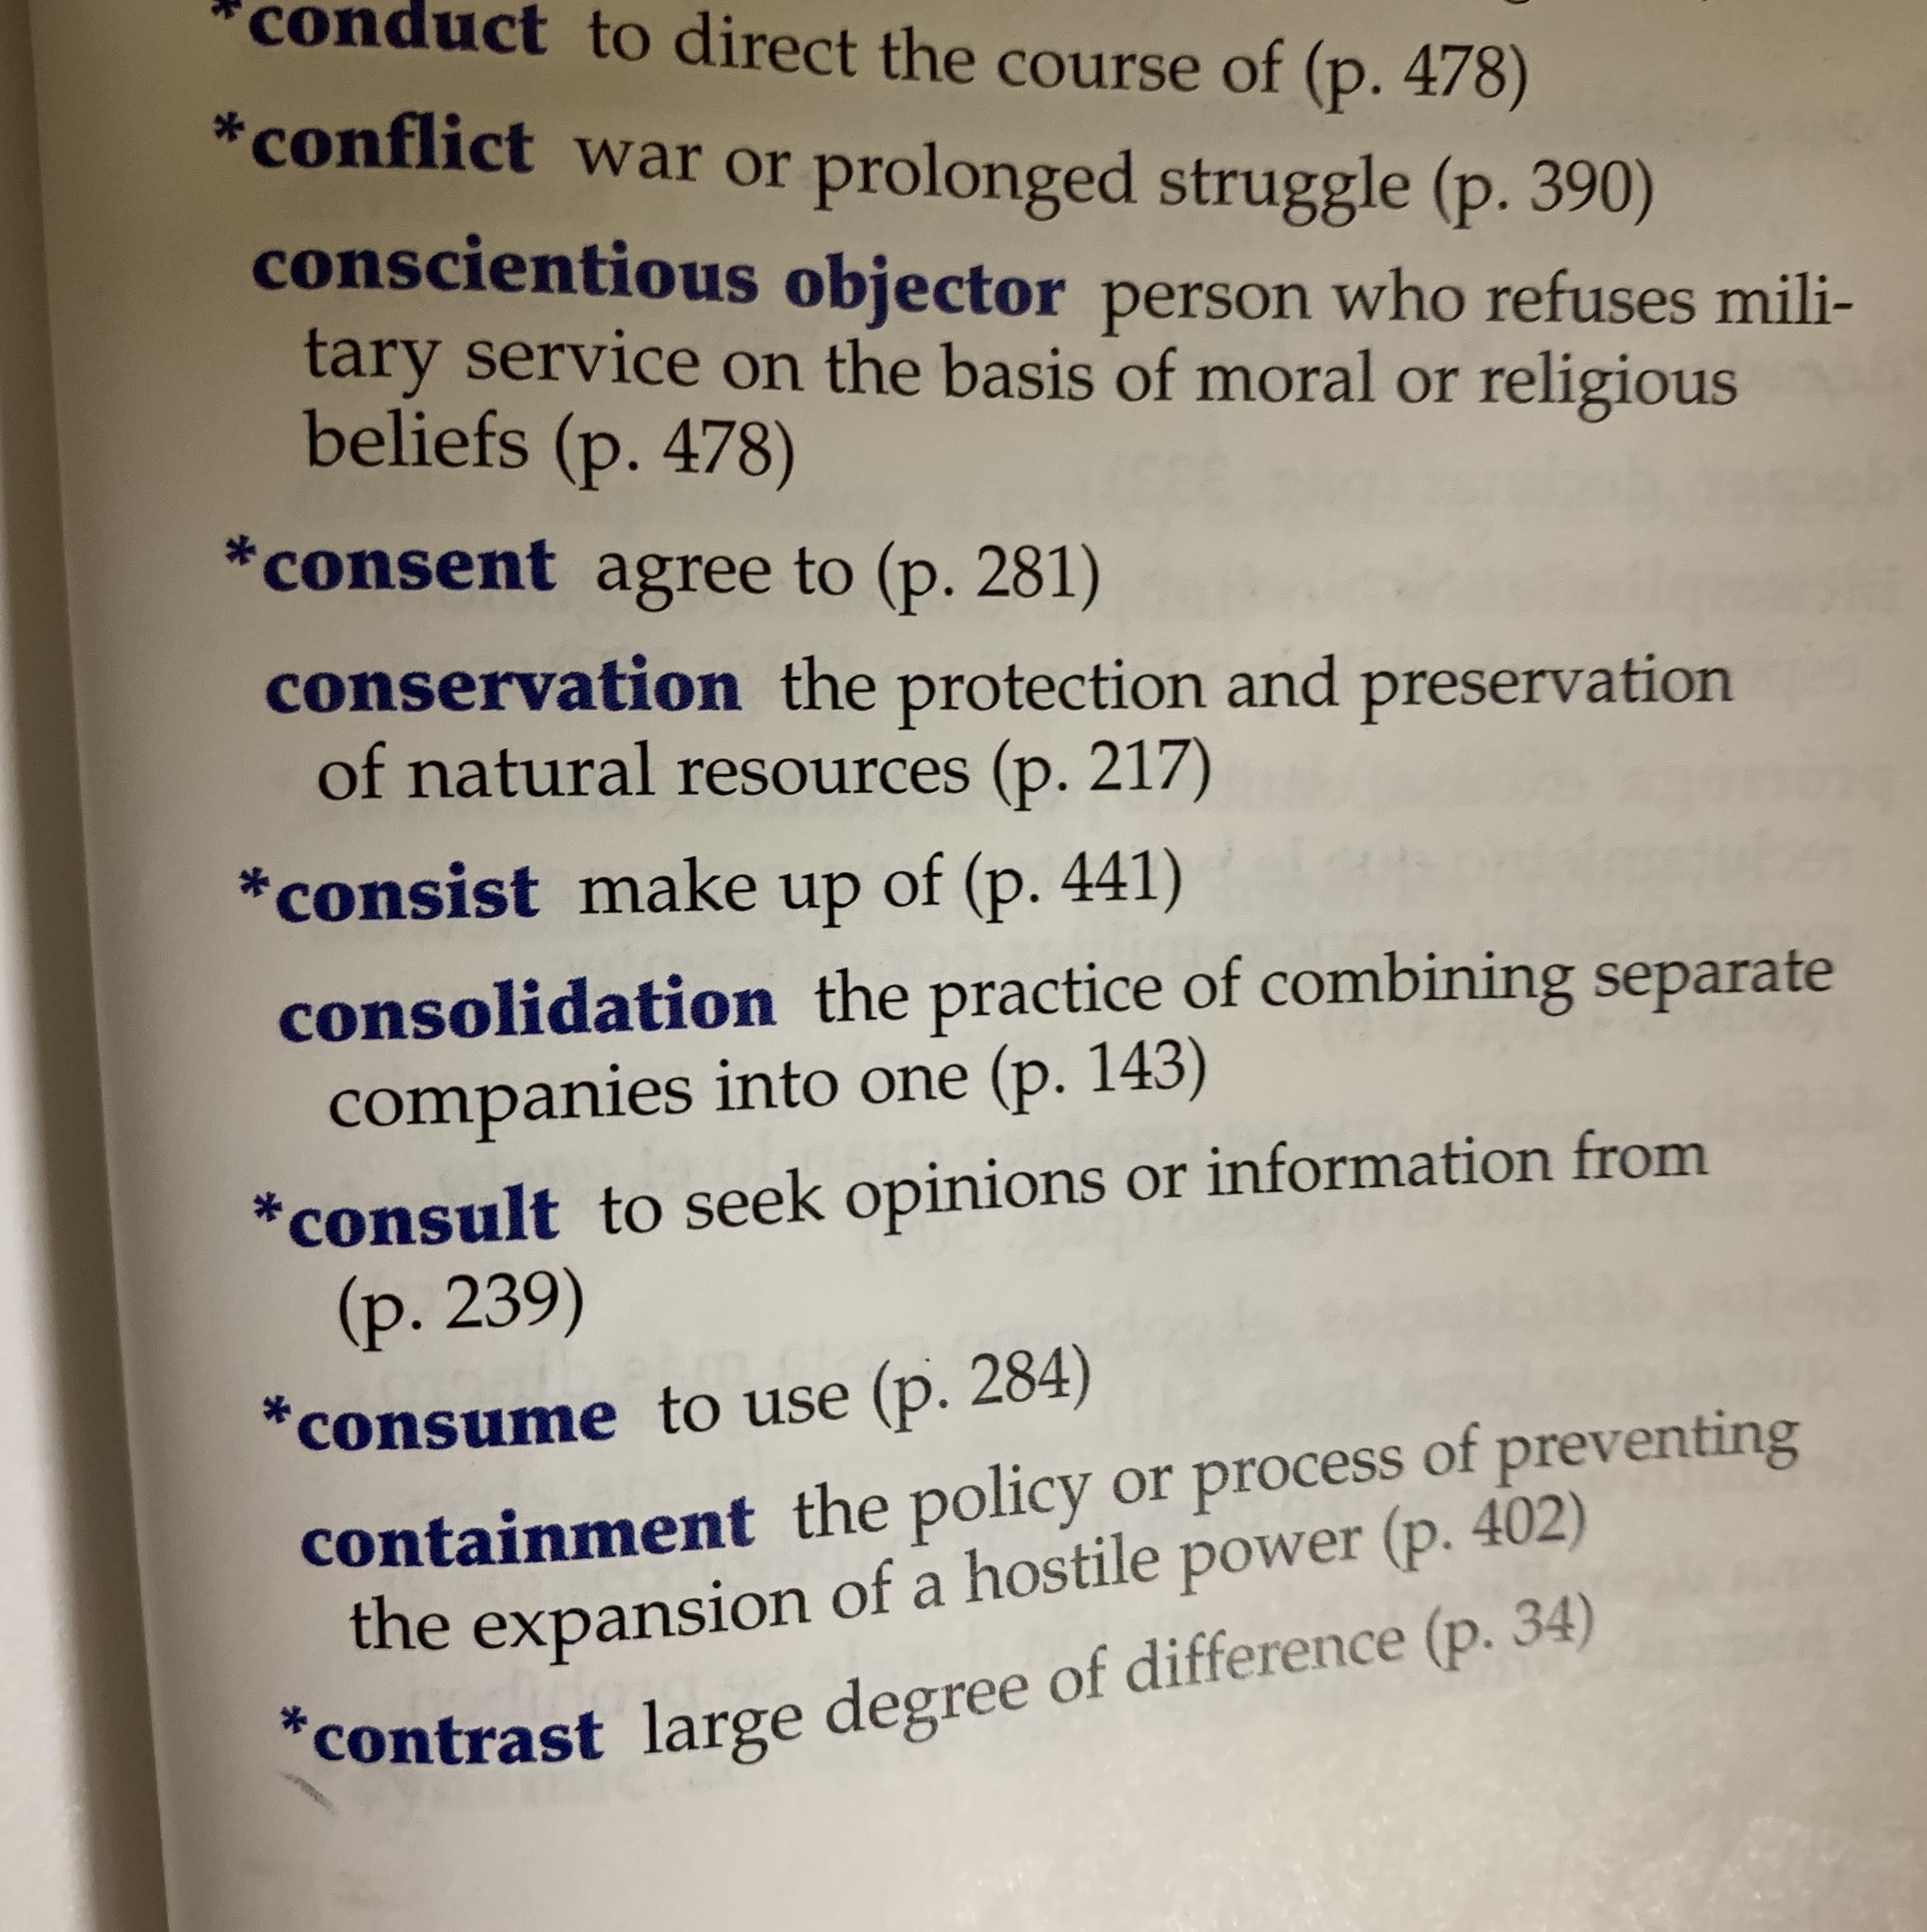 *conduct to direct the course of (p. 478)
*conflict war or prolonged struggle (p. 390)
conscientious objector person who refuses mili-
tary service on the basis of moral or religious
beliefs (p. 478)
*consent agree to (p. 281)
conservation the protection and preservation
of natural resources (p. 217)
*consist make up of (p. 441)
consolidation the practice of combining separate
companies into one (p. 143)
*consult to seek opinions or information from
(p. 239)
*consume to use (p. 284)
containment the policy or process of preventing
the expansion of a hostile power (p. 402)
*contrast large degree of difference (p. 34)